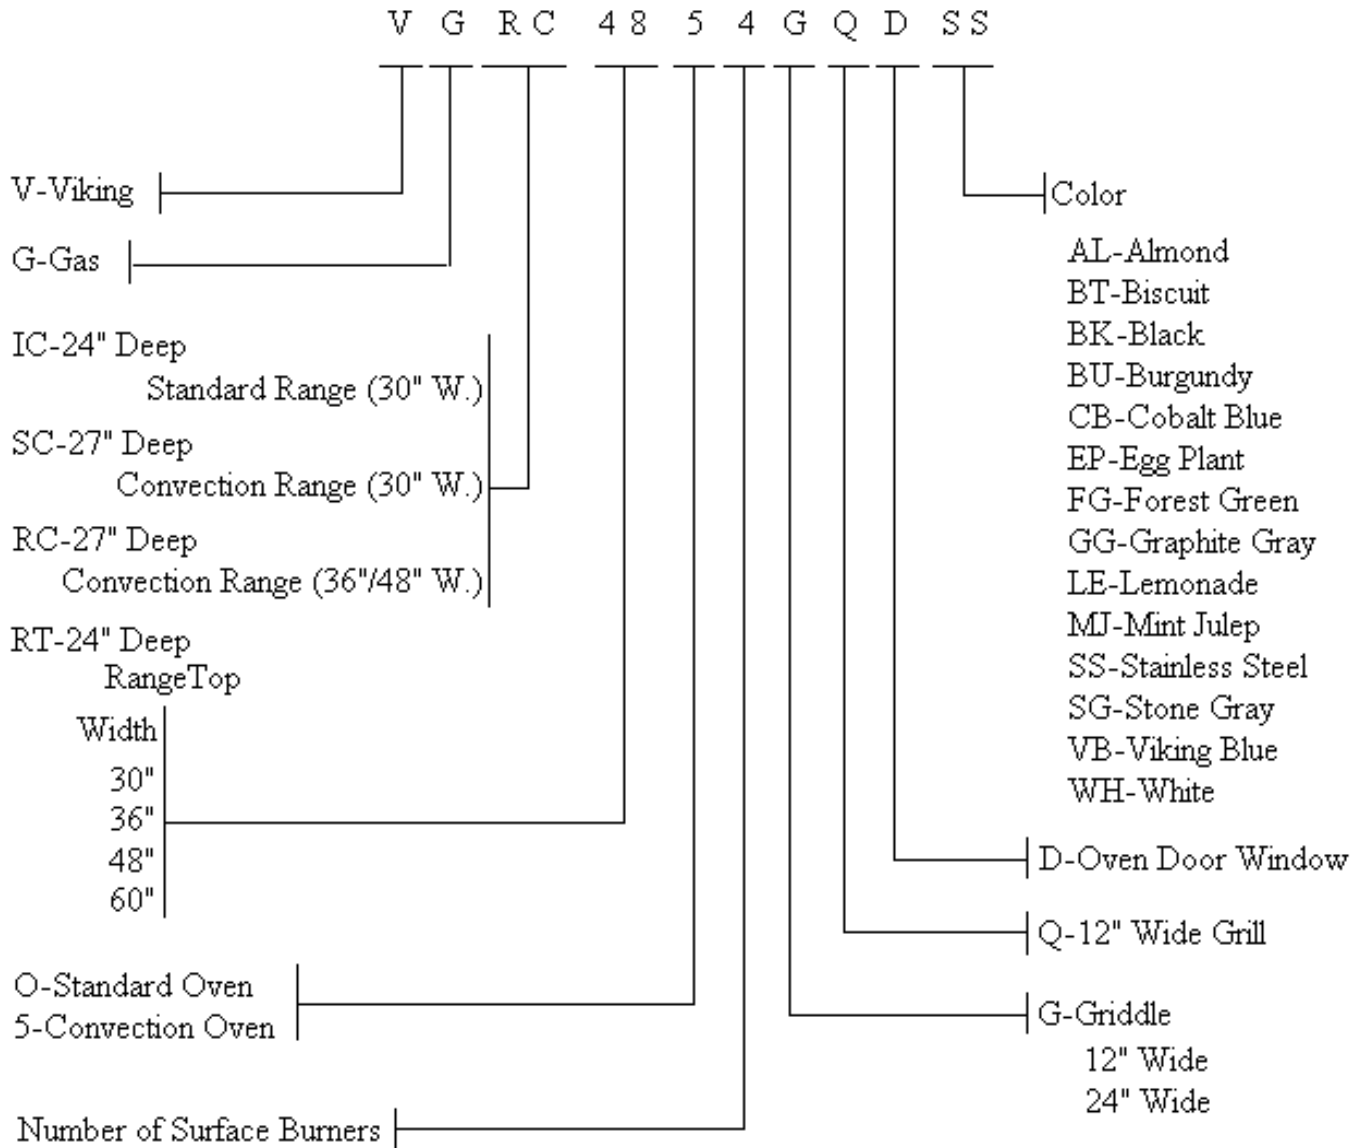 V G R C 4 8 5 4 G Q D S S
V-Viking
G-Gas
IC-24" Deep
Standard Range (30" W.)
SC-27" Deep
Convection Range (30" W.)
RC-27" Deep
Convection Range (36"/48" W.)
RT-24" Deep
RangeTop
Width
30"
36"
48"
60"
O-Standard Oven
5-Convection Oven
Number of Surface Burners
Color
AL-Almond
BT-Biscuit
BK-Black
BU-Burgundy
CB-Cobalt Blue
EP-Egg Plant
FG-Forest Green
GG-Graphite Gray
LE-Lemonade
MJ-Mint Julep
SS-Stainless Steel
SG-Stone Gray
VB-Viking Blue
WH-White
D-Oven Door Window
Q-12" Wide Grill
G-Griddle
12" Wide
24" Wide